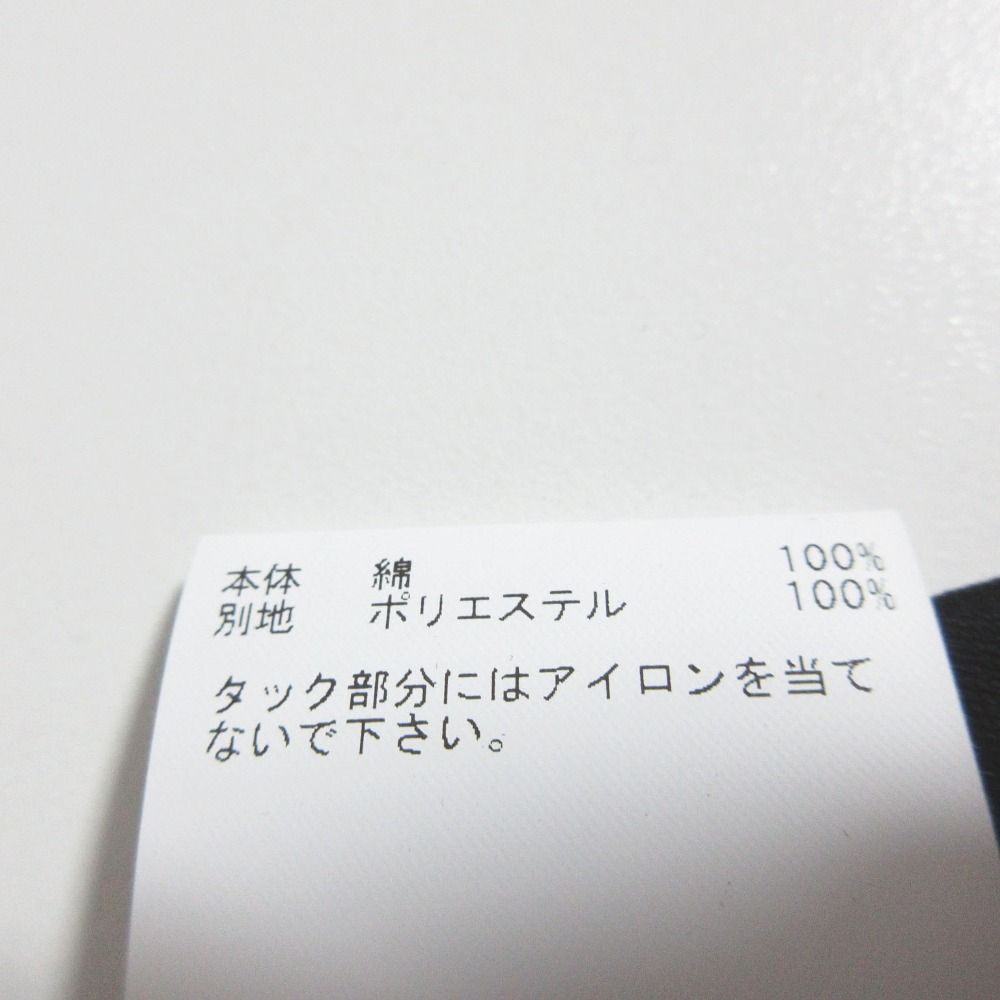 本体 綿 100%
別地 ポリエステル 100%
タック部分にはアイロンを当て
ないで下さい。